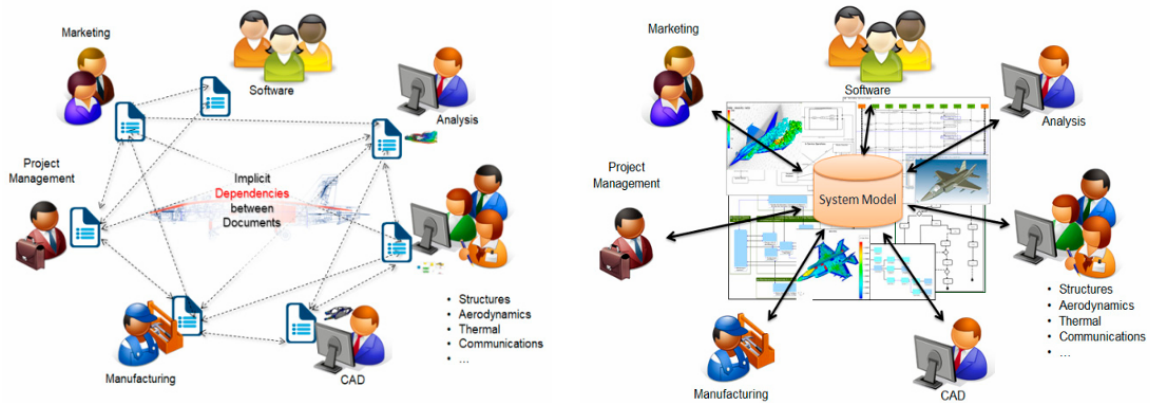 Marketing
Software
Analysis
Project
Management
Implicit
Dependencies
between
Documents
• Structures
• Aerodynamics
• Thermal
• Communications
• ...
Manufacturing
CAD
Marketing
Software
Analysis
Project
Management
System Model
• Structures
• Aerodynamics
• Thermal
• Communications
• ...
Manufacturing
CAD